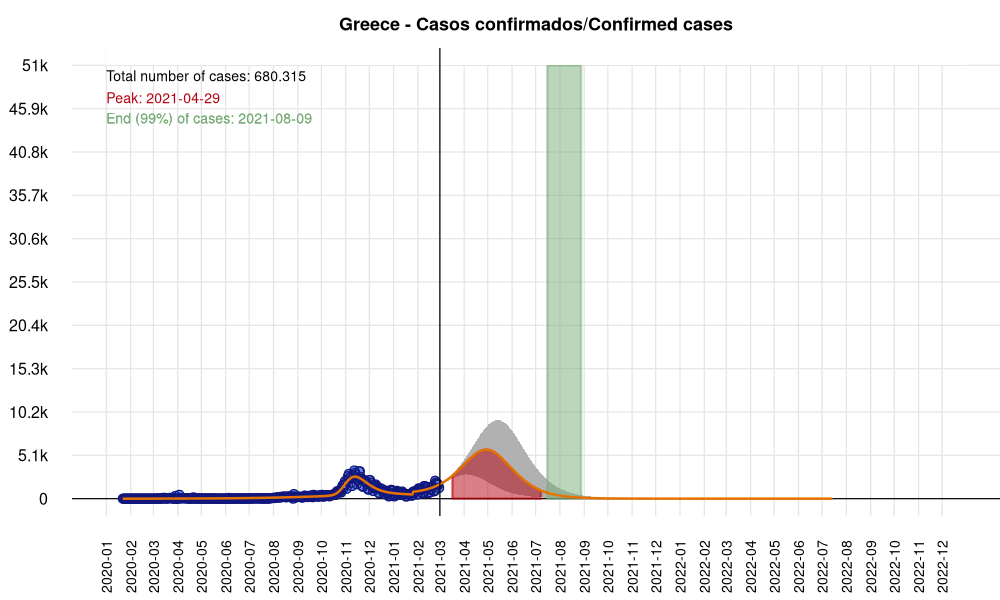 Greece - Casos confirmados/Confirmed cases
Total number of cases: 680.315
Peak: 2021-04-29
End (99%) of cases: 2021-08-09
51k
45.9k
40.8k
35.7k
30.6k
25.5k
20.4k
15.3k
10.2k
5.1k
0
2020-01
2020-02
2020-03
2020-04
2020-05
2020-06
2020-07
2020-08
2020-09
2020-10
2020-11
2020-12
2021-01
2021-02
2021-03
2021-04
2021-05
2021-06
2021-07
2021-08
2021-09
2021-10
2021-11
2021-12
2022-01
2022-02
2022-03
2022-04
2022-05
2022-06
2022-07
2022-08
2022-09
2022-10
2022-11
2022-12